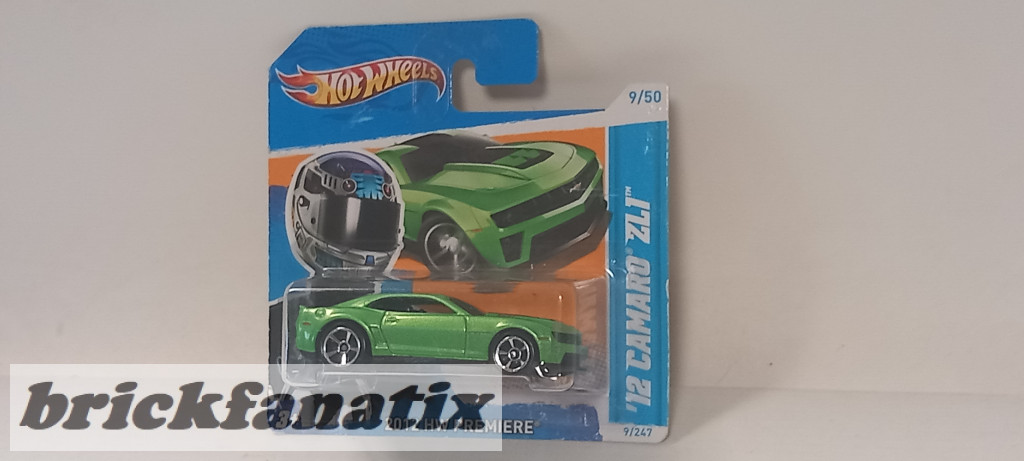 HOT WHEELS
9/50
'12 CAMARO® ZL1™
2012 HW PREMIERE
9/247
brickfanatix